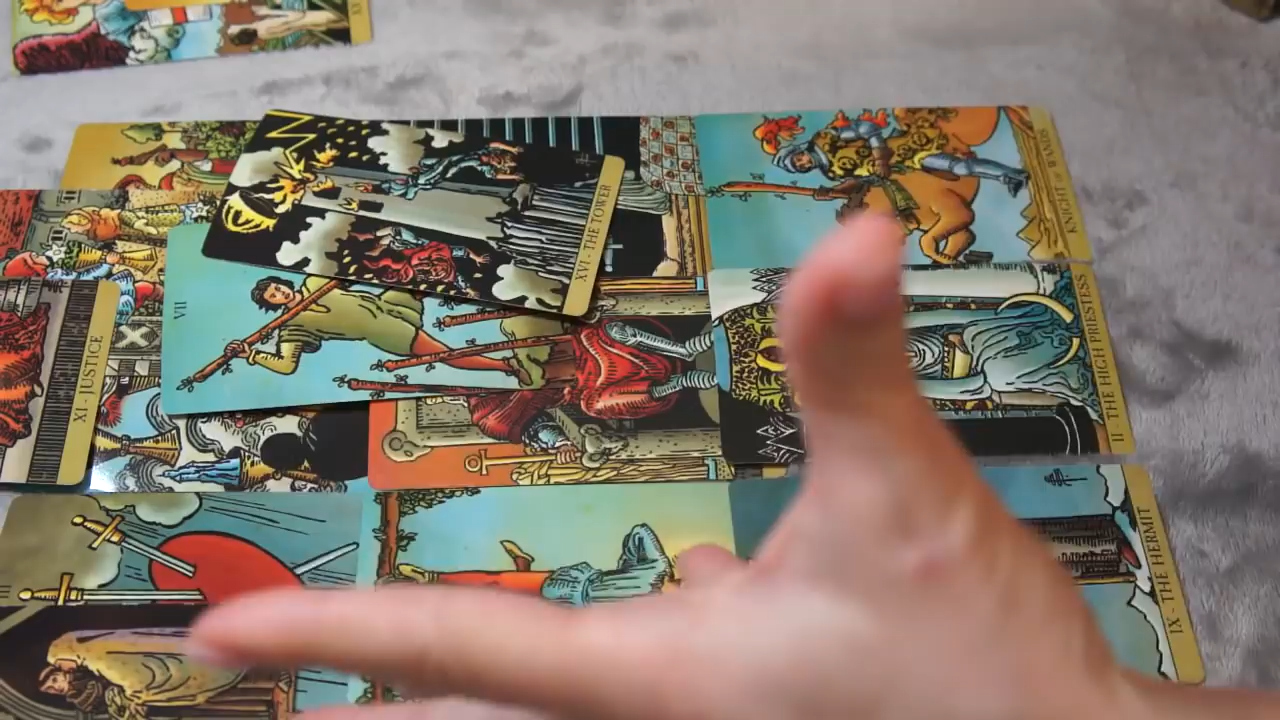 XVI - THE TOWER
KNIGHT OF WANDS
VII
XI - JUSTICE
II - THE HIGH PRIESTESS
IX - THE HERMIT